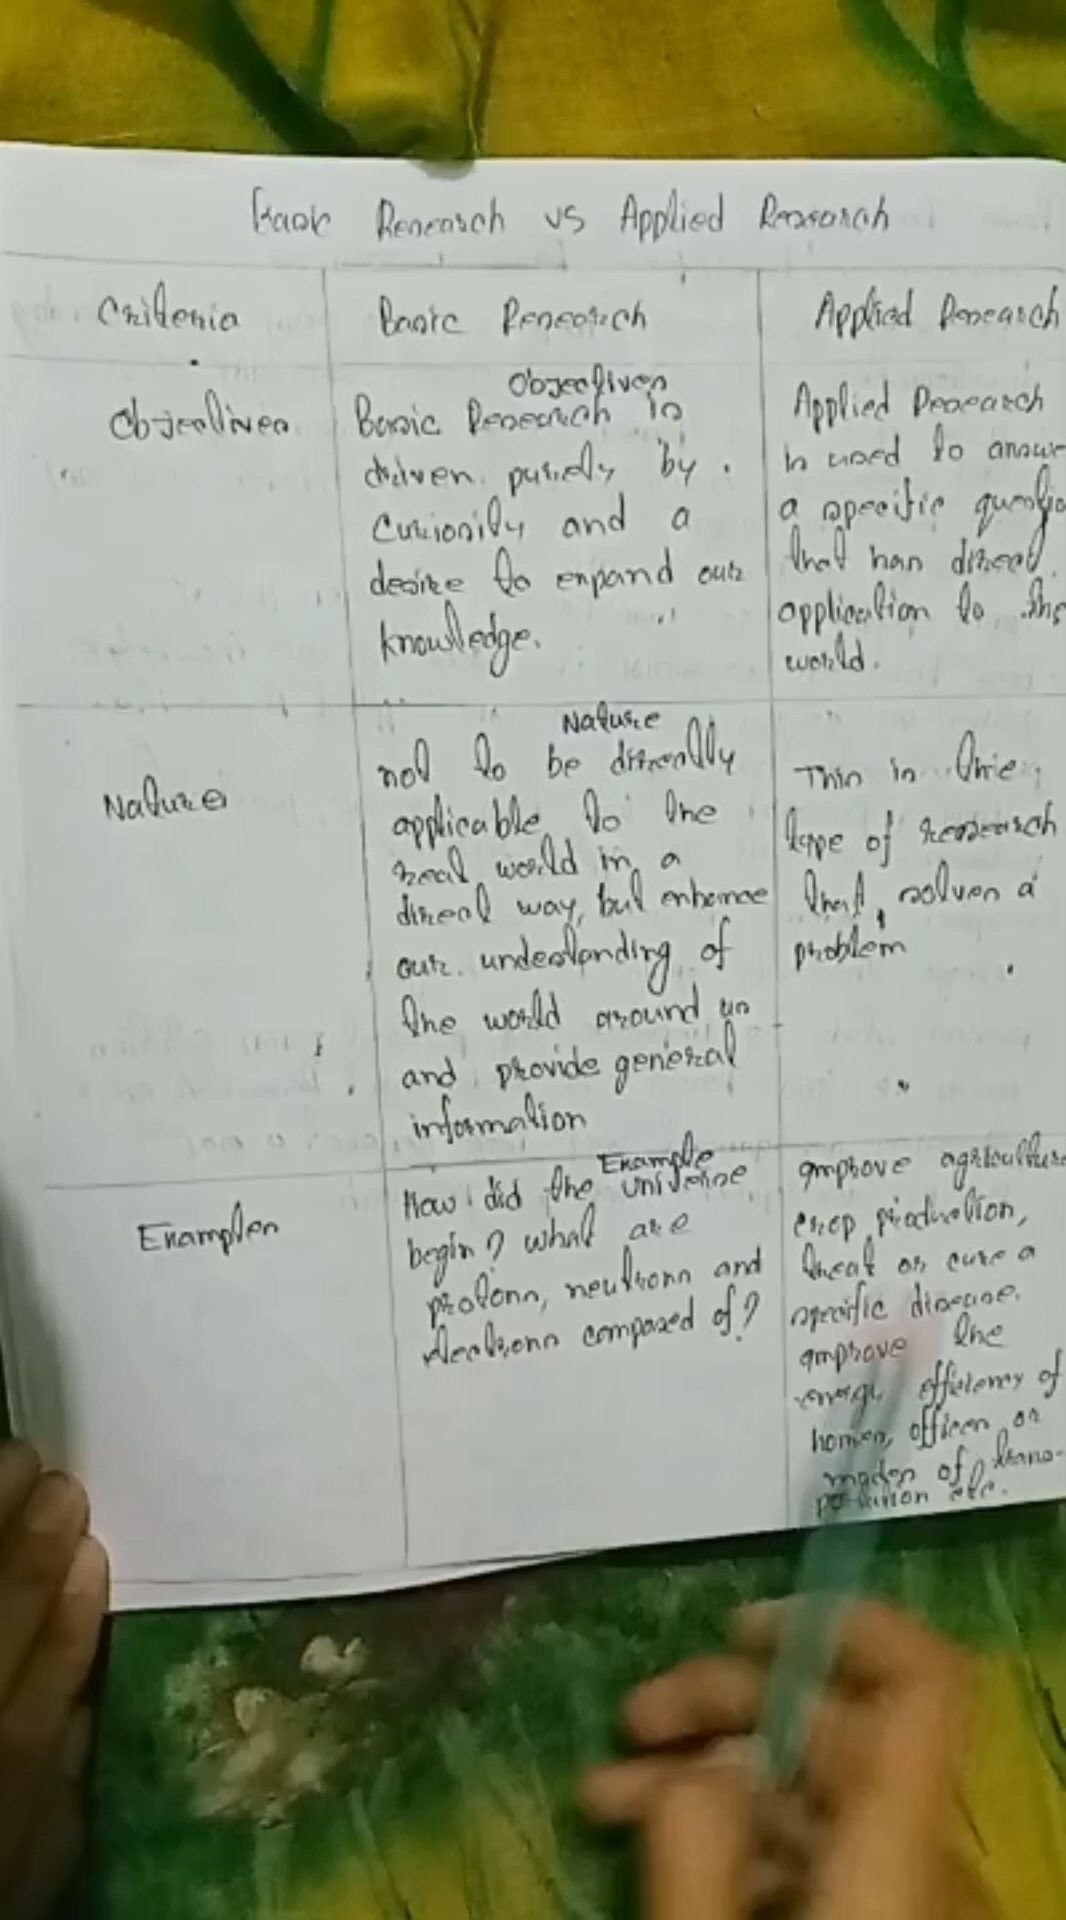 Basic Research vs Applied Research
Criteria
Basic Research
Applied Research
Objectives
Objectives
Basic Research is
driven purely by
curiosity and a
desire to expand our
knowledge.
Applied Research
is used to answer
a specific questio
that has direct
application to the
world.
Nature
Nature
not to be directly
applicable to the
real world in a
direct way, but enhance
our understanding of
the world around us
and provide general
information
This is the
type of research
that solves a
problem
Examples
Example
How did the universe
begin? what are
protons, neutrons and
electrons composed of?
improve agriculture
crop production,
treat or cure a
specific disease.
improve the
energy efficiency of
homes, offices or
modes of trans-
portation etc.